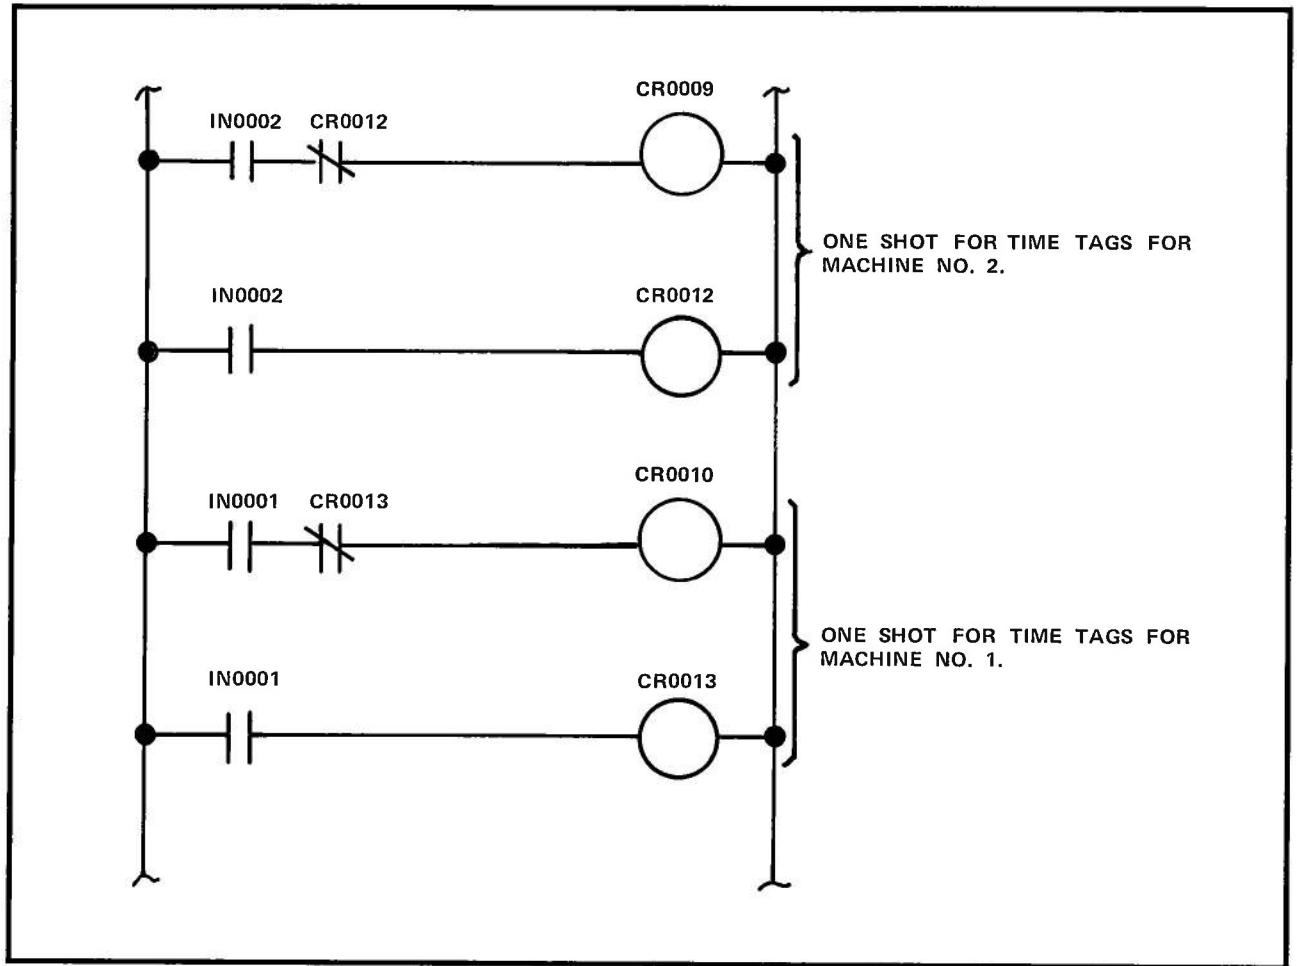 CR0009
IN0002 CR0012
ONE SHOT FOR TIME TAGS FOR
MACHINE NO. 2.
IN0002 CR0012
CR0010
IN0001 CR0013
ONE SHOT FOR TIME TAGS FOR
MACHINE NO. 1.
IN0001 CR0013